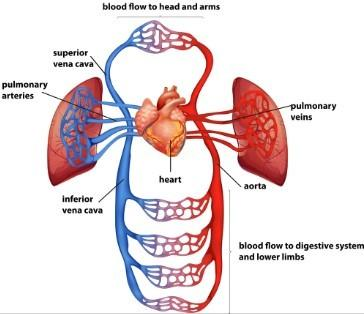 blood flow to head and arms
superior
vena cava
pulmonary
arteries
pulmonary
veins
heart
aorta
inferior
vena cava
blood flow to digestive system
and lower limbs